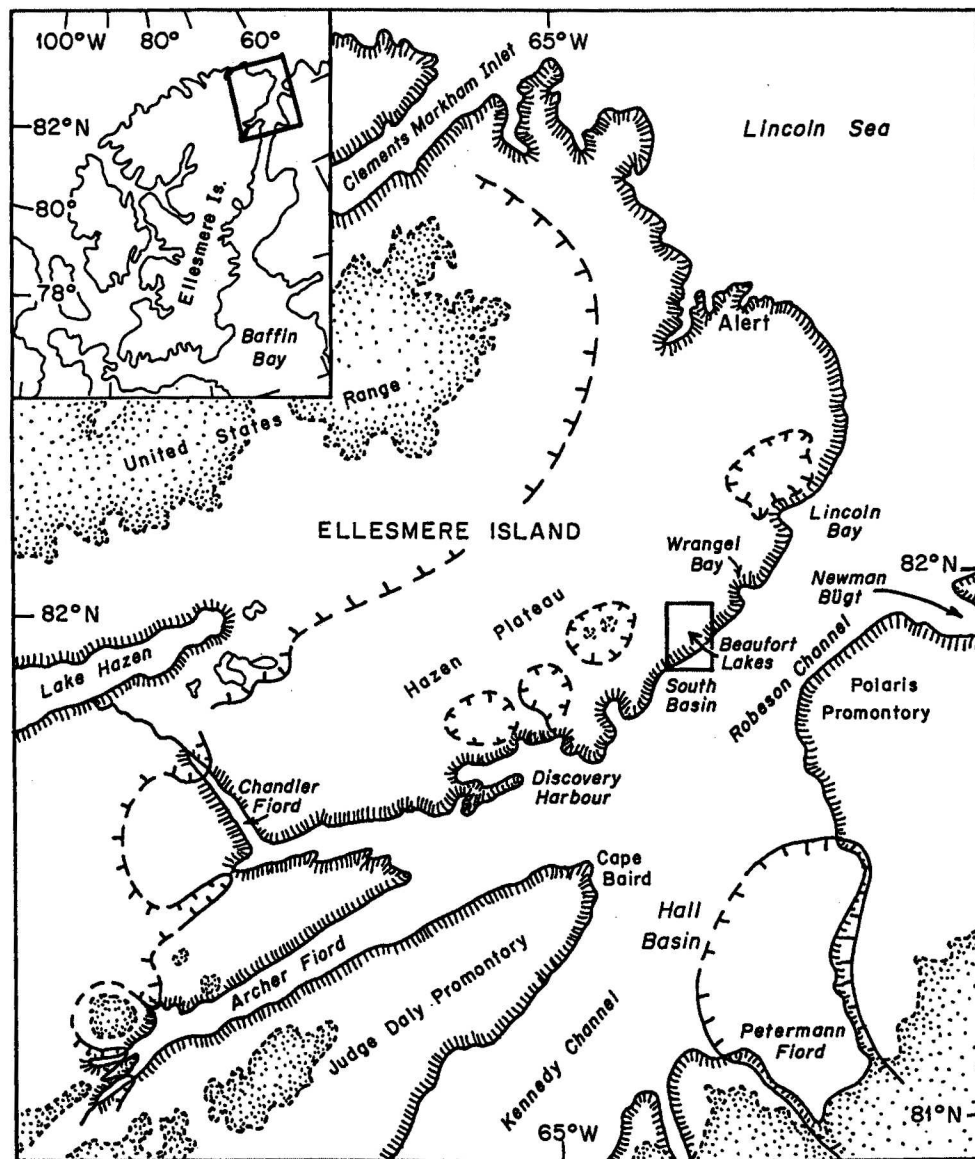 100°W 80° 60°
82°N
80°
78°
Ellesmere Is.
Baffin
Bay
65°W
Clements Markham Inlet
Lincoln Sea
Alert
United States Range
ELLESMERE ISLAND
Lincoln
Bay
Wrangel
Bay
82°N
Newman
Bügt
82°N
Lake Hazen
Hazen Plateau
Beaufort
Lakes
South
Basin
Robeson Channel
Polaris
Promontory
Chandler
Fiord
Discovery
Harbour
Cape
Baird
Hall
Basin
Archer Fiord
Judge Daly Promontory
Kennedy Channel
Petermann
Fiord
81°N
65°W